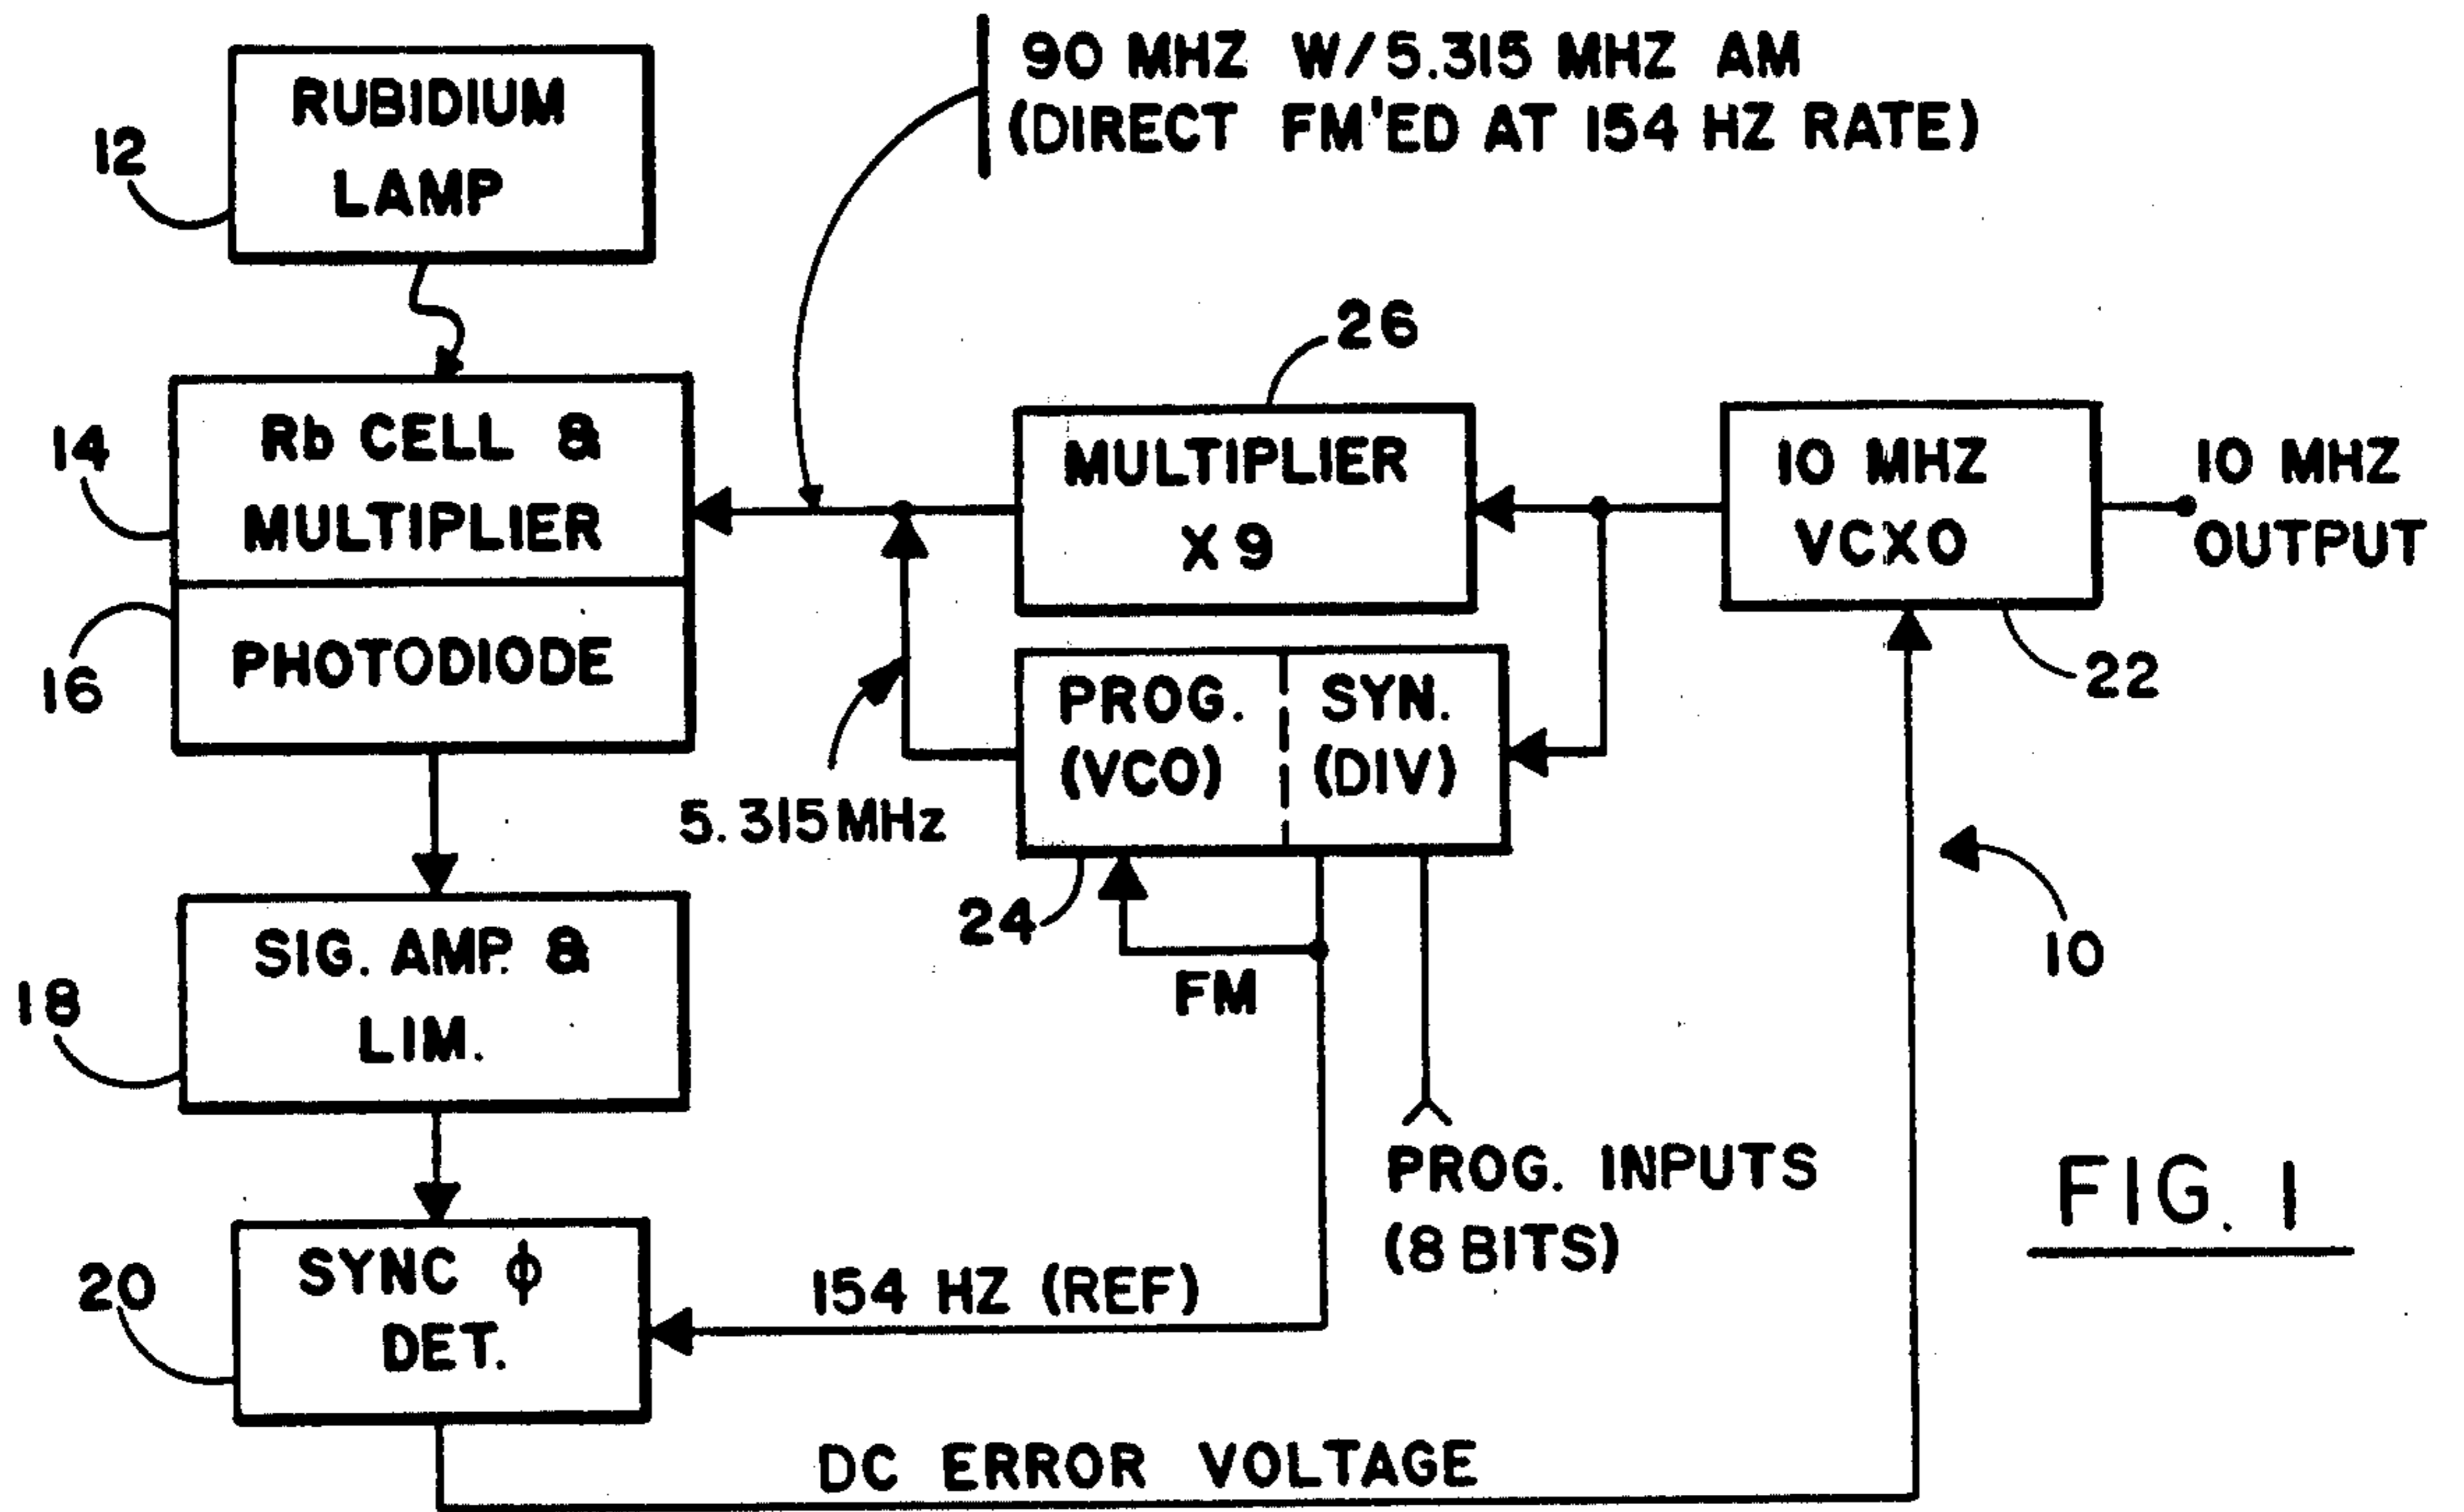 90 MHZ W/5.315 MHZ AM
(DIRECT FM'ED AT 154 HZ RATE)
RUBIDIUM
LAMP
12
26
Rb CELL &
MULTIPLIER
14
MULTIPLIER
X 9
10 MHZ
VCXO
10 MHZ
OUTPUT
22
PHOTODIODE
16
PROG.
(VCO)
SYN.
(DIV)
5.315MHz
24
FM
10
SIG. AMP. &
LIM.
18
PROG. INPUTS
(8 BITS)
FIG. 1
SYNC ϕ
DET.
20
154 HZ (REF)
DC ERROR VOLTAGE